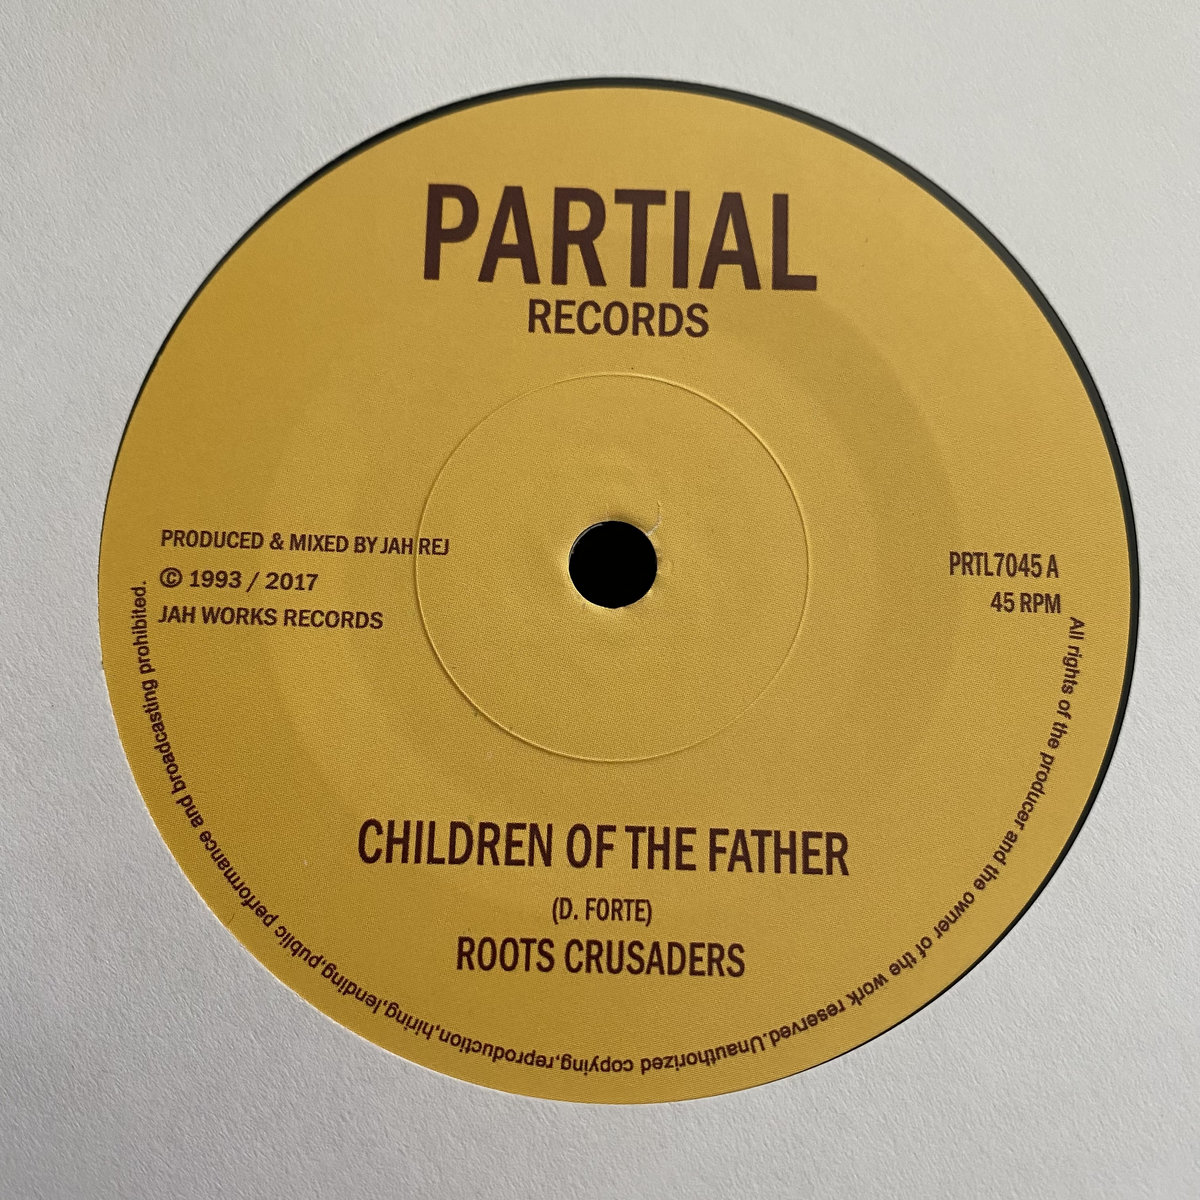 PARTIAL
RECORDS
PRODUCED & MIXED BY JAH REJ
© 1993 / 2017
JAH WORKS RECORDS
PRTL7045 A
45 RPM
CHILDREN OF THE FATHER
(D. FORTE)
ROOTS CRUSADERS
All rights of the producer and the owner of the work reserved.Unauthorized copying,reproduction,hiring,lending,public performance and broadcasting prohibited.